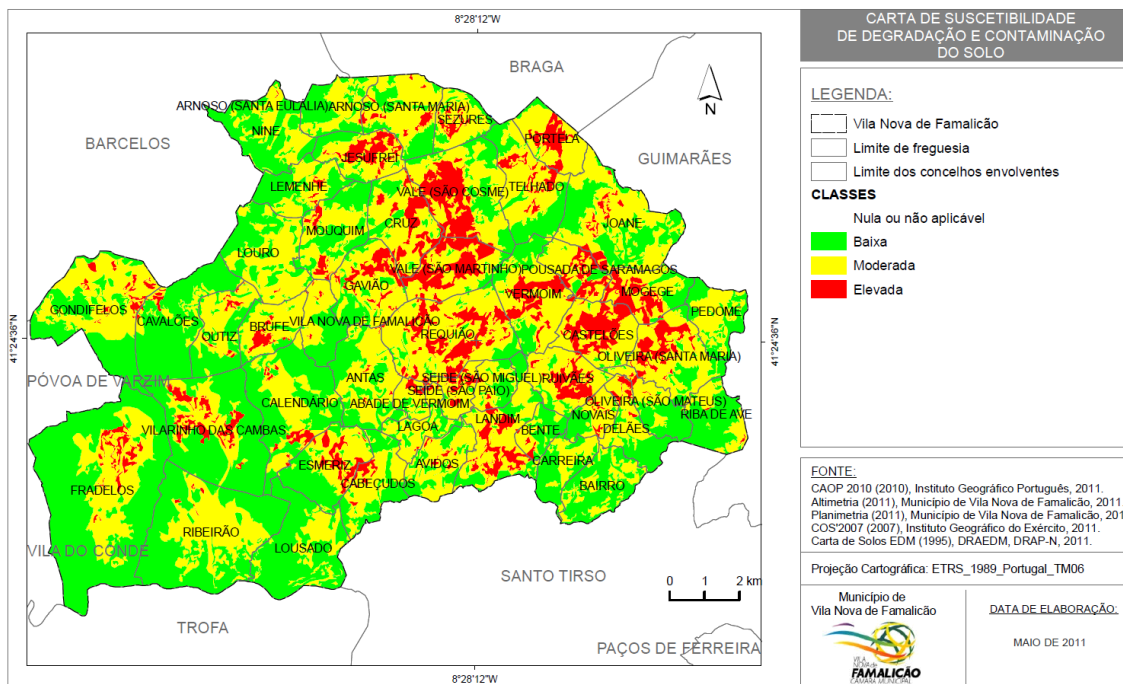 8°28'12"W
CARTA DE SUSCETIBILIDADE
DE DEGRADAÇÃO E CONTAMINAÇÃO
DO SOLO
BRAGA
N
BARCELOS
GUIMARÃES
ARNOSO (SANTA EULÁLIA)
ARNOSO (SANTA MARIA)
SEZURES
NINE
PORTELA
JESUFREI
LEMENHE
VALE (SÃO COSME)
TELHADO
CRUZ
JOANE
MOUQUIM
LOURO
VALE (SÃO MARTINHO)
POUSADA DE SARAMAGOS
GAVIÃO
VERMOIM
MOGEGE
GONDIFELOS
CAVALÕES
PEDOME
BRUFE
VILA NOVA DE FAMALICÃO
OUTIZ
REQUIÃO
CASTELÕES
41°24'36"N
41°24'36"N
OLIVEIRA (SANTA MARIA)
PÓVOA DE VARZIM
ANTAS
SEIDE (SÃO MIGUEL)
RUIVÃES
SEIDE (SÃO PAIO)
CALENDÁRIO
ABADE DE VERMOIM
OLIVEIRA (SÃO MATEUS)
NOVAIS
RIBA DE AVE
VILARINHO DAS CAMBAS
LAGOA
LANDIM
BENTE
DELÃES
ESMERIZ
AVIDOS
CARREIRA
CABEÇUDOS
BAIRRO
FRADELOS
RIBEIRÃO
LOUSADO
VILA DO CONDE
SANTO TIRSO
0 1 2 km
TROFA
PAÇOS DE FERREIRA
8°28'12"W
LEGENDA:
Vila Nova de Famalicão
Limite de freguesia
Limite dos concelhos envolventes
CLASSES
Nula ou não aplicável
Baixa
Moderada
Elevada
FONTE:
CAOP 2010 (2010), Instituto Geográfico Português, 2011.
Altimetria (2011), Município de Vila Nova de Famalicão, 2011.
Planimetria (2011), Município de Vila Nova de Famalicão, 201
COS'2007 (2007), Instituto Geográfico do Exército, 2011.
Carta de Solos EDM (1995), DRAEDM, DRAP-N, 2011.
Projeção Cartográfica: ETRS_1989_Portugal_TM06
Município de
Vila Nova de Famalicão
VILA
NOVA de
FAMALICÃO
CÂMARA MUNICIPAL
DATA DE ELABORAÇÃO:
MAIO DE 2011